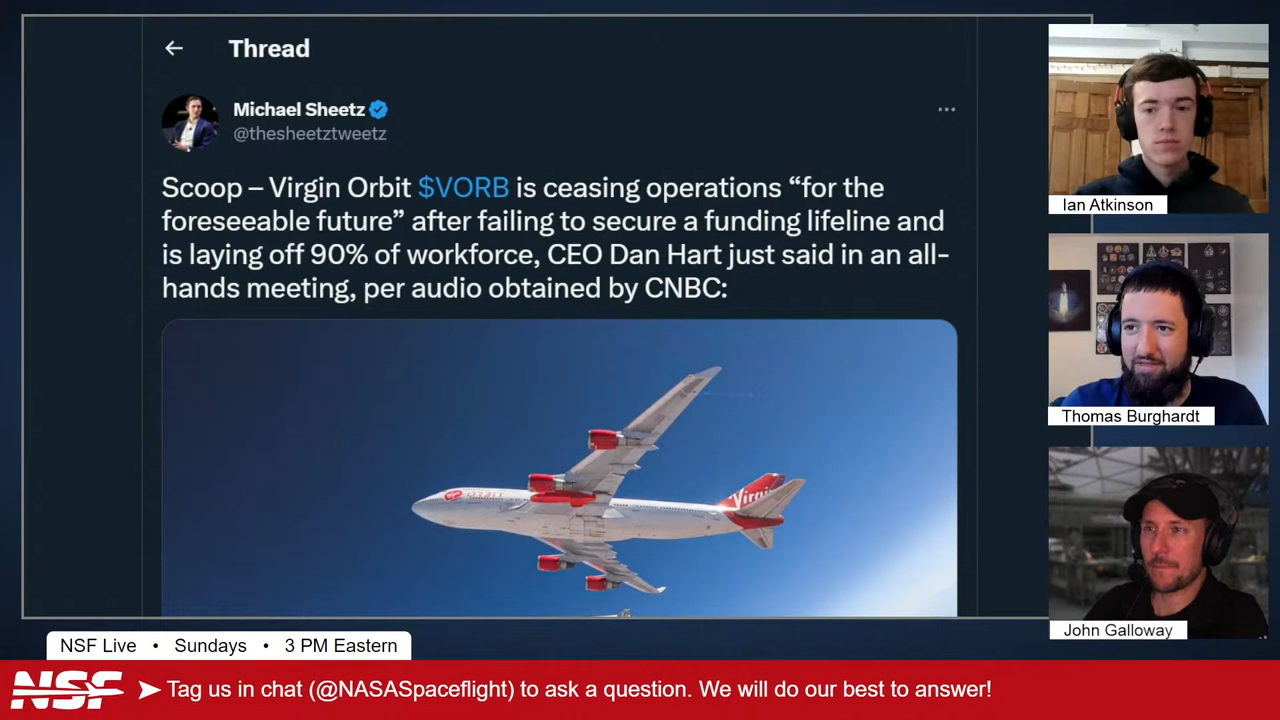 Thread
Michael Sheetz
@thesheetztweetz
Scoop – Virgin Orbit $VORB is ceasing operations “for the
foreseeable future” after failing to secure a funding lifeline and
is laying off 90% of workforce, CEO Dan Hart just said in an all-
hands meeting, per audio obtained by CNBC:
Virgin
Ian Atkinson
Thomas Burghardt
John Galloway
NSF Live • Sundays • 3 PM Eastern
NSF
Tag us in chat (@NASASpaceflight) to ask a question. We will do our best to answer!